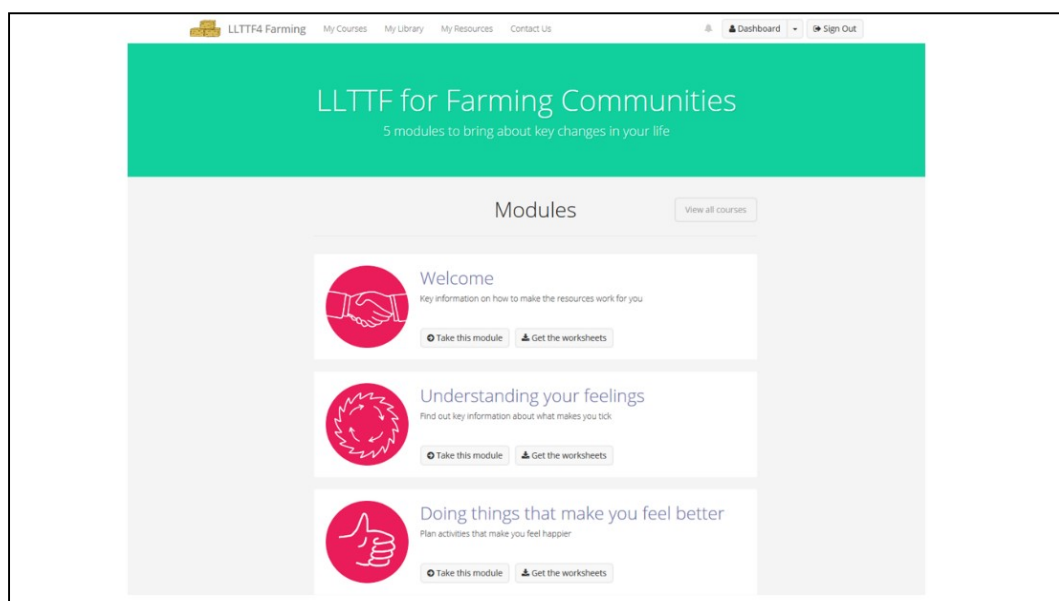 LLTTF4 Farming My Courses My Library My Resources Contact Us Dashboard Sign Out
LLTTF for Farming Communities
5 modules to bring about key changes in your life
Modules View all courses
Welcome
Key information on how to make the resources work for you
Take this module Get the worksheets
Understanding your feelings
Find out key information about what makes you tick
Take this module Get the worksheets
Doing things that make you feel better
Plan activities that make you feel happier
Take this module Get the worksheets